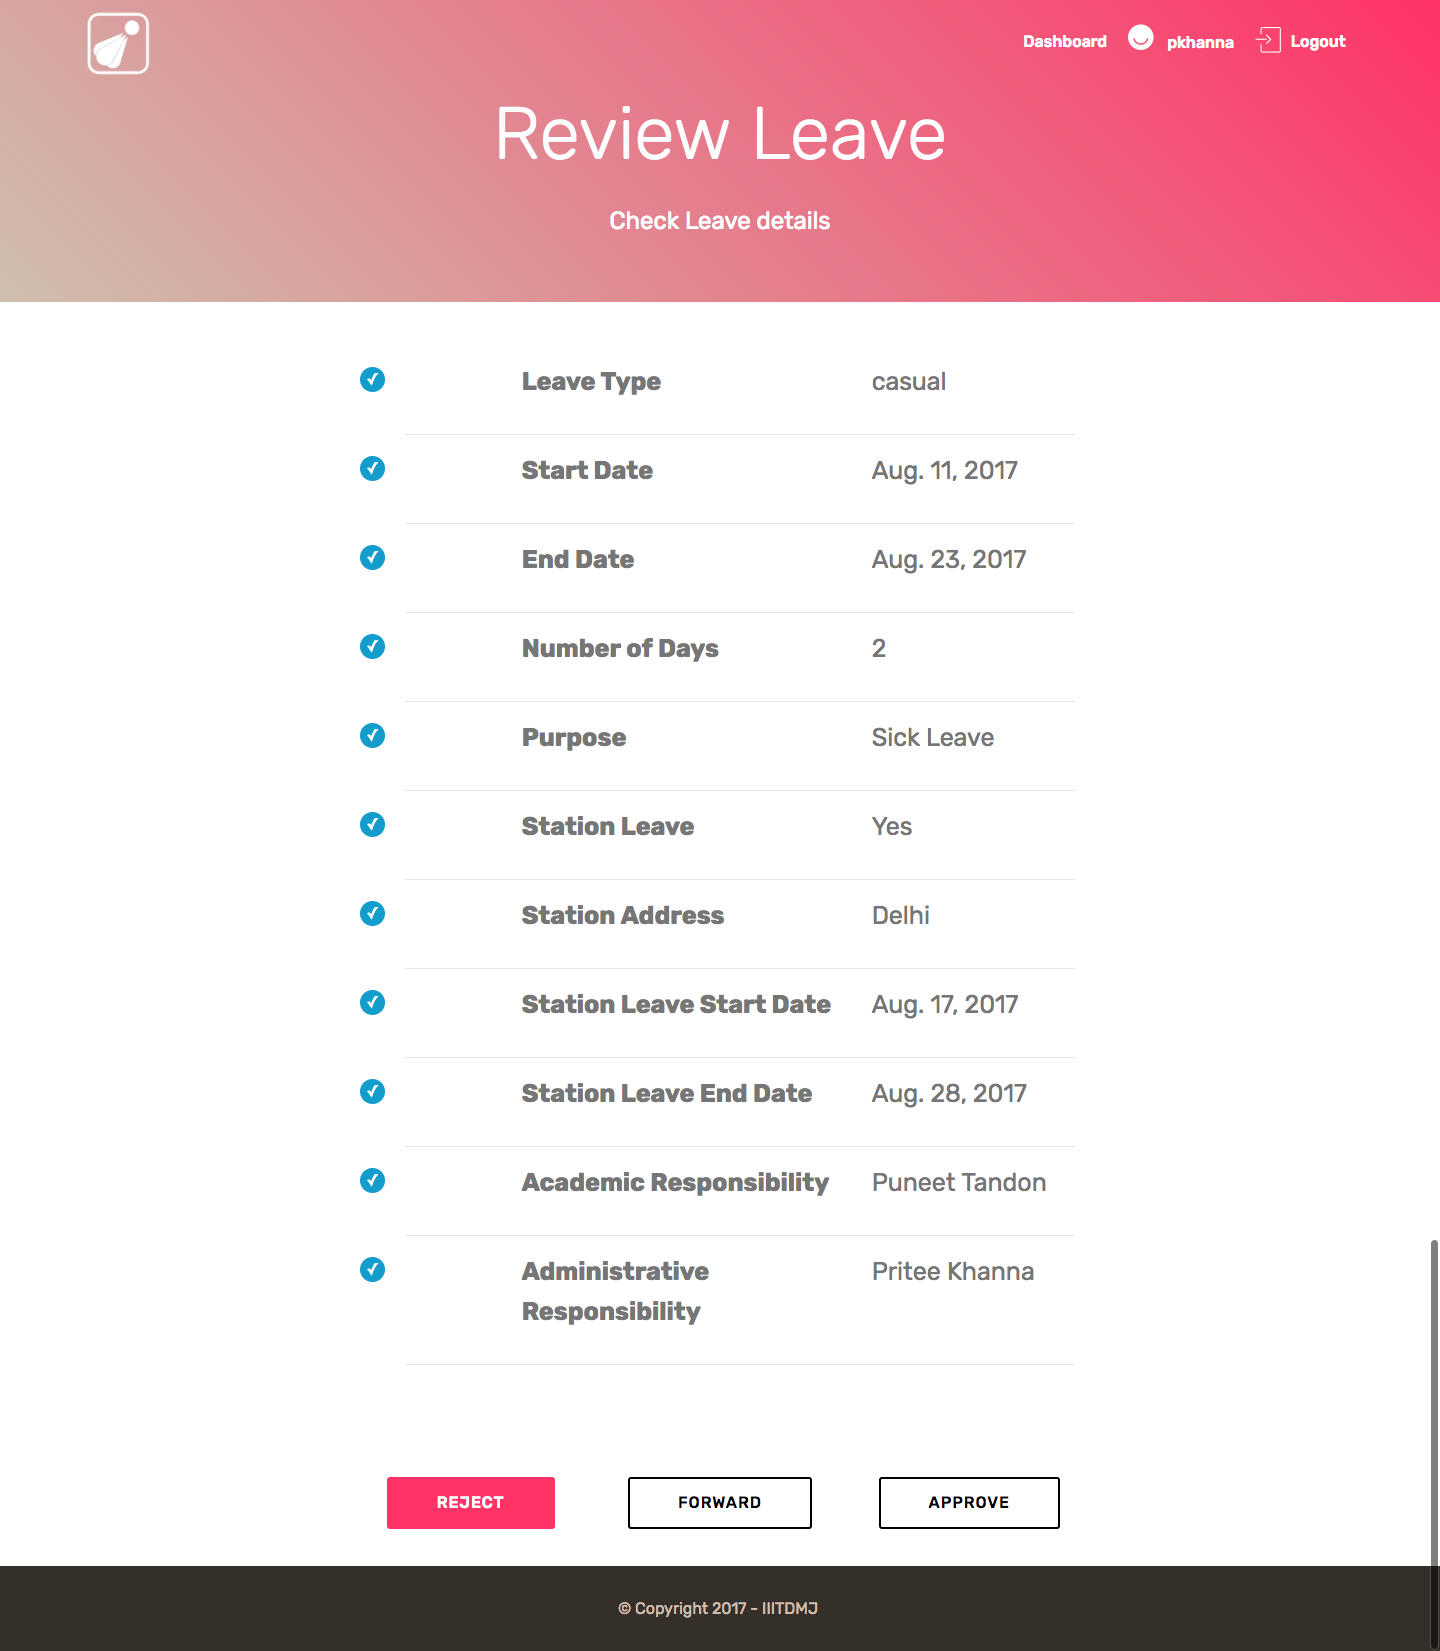 Dashboard pkhanna Logout
Review Leave
Check Leave details
Leave Type casual
Start Date Aug. 11, 2017
End Date Aug. 23, 2017
Number of Days 2
Purpose Sick Leave
Station Leave Yes
Station Address Delhi
Station Leave Start Date Aug. 17, 2017
Station Leave End Date Aug. 28, 2017
Academic Responsibility Puneet Tandon
Administrative Pritee Khanna
Responsibility
REJECT FORWARD APPROVE
© Copyright 2017 - IIITDMJ